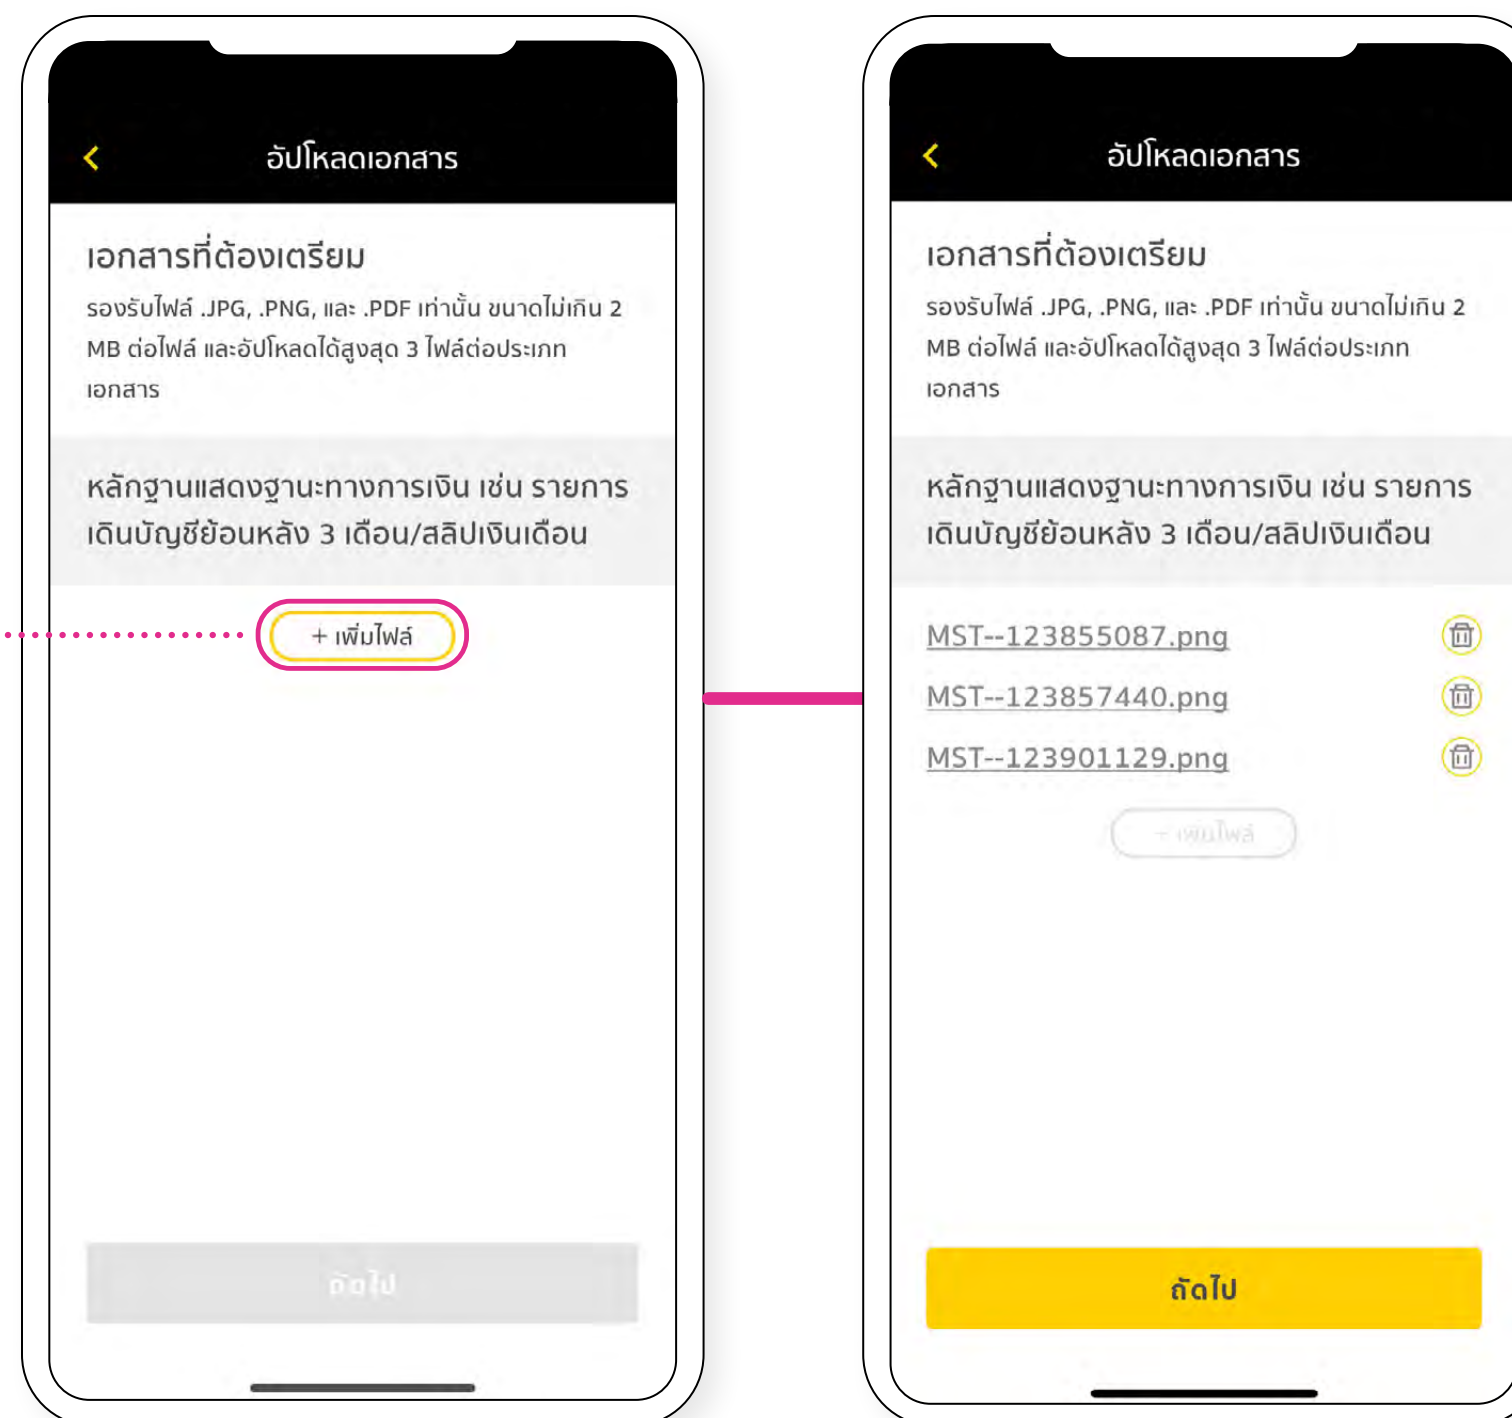 อัปโหลดเอกสาร
เอกสารที่ต้องเตรียม
รองรับไฟล์ .JPG, .PNG, และ .PDF เท่านั้น ขนาดไม่เกิน 2
MB ต่อไฟล์ และอัปโหลดได้สูงสุด 3 ไฟล์ต่อประเภท
เอกสาร
หลักฐานแสดงฐานะทางการเงิน เช่น รายการ
เดินบัญชีย้อนหลัง 3 เดือน/สลิปเงินเดือน
+ เพิ่มไฟล์
ถัดไป
อัปโหลดเอกสาร
เอกสารที่ต้องเตรียม
รองรับไฟล์ .JPG, .PNG, และ .PDF เท่านั้น ขนาดไม่เกิน 2
MB ต่อไฟล์ และอัปโหลดได้สูงสุด 3 ไฟล์ต่อประเภท
เอกสาร
หลักฐานแสดงฐานะทางการเงิน เช่น รายการ
เดินบัญชีย้อนหลัง 3 เดือน/สลิปเงินเดือน
MST--123855087.png
MST--123857440.png
MST--123901129.png
+ เพิ่มไฟล์
ถัดไป